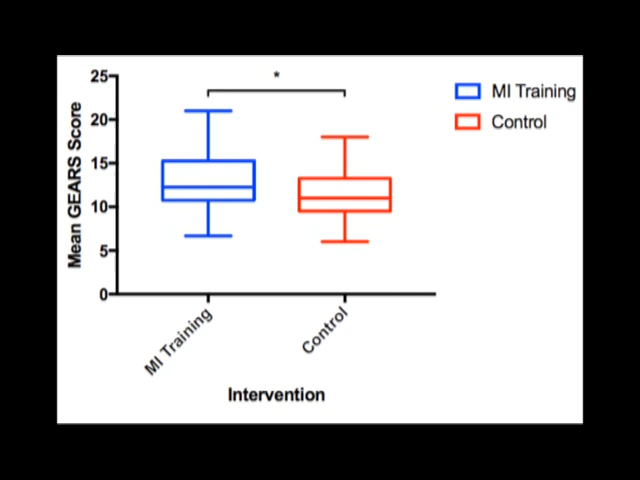 25
20
15
10
5
0
Mean GEARS Score
*
MI Training
Control
MI Training
Control
Intervention